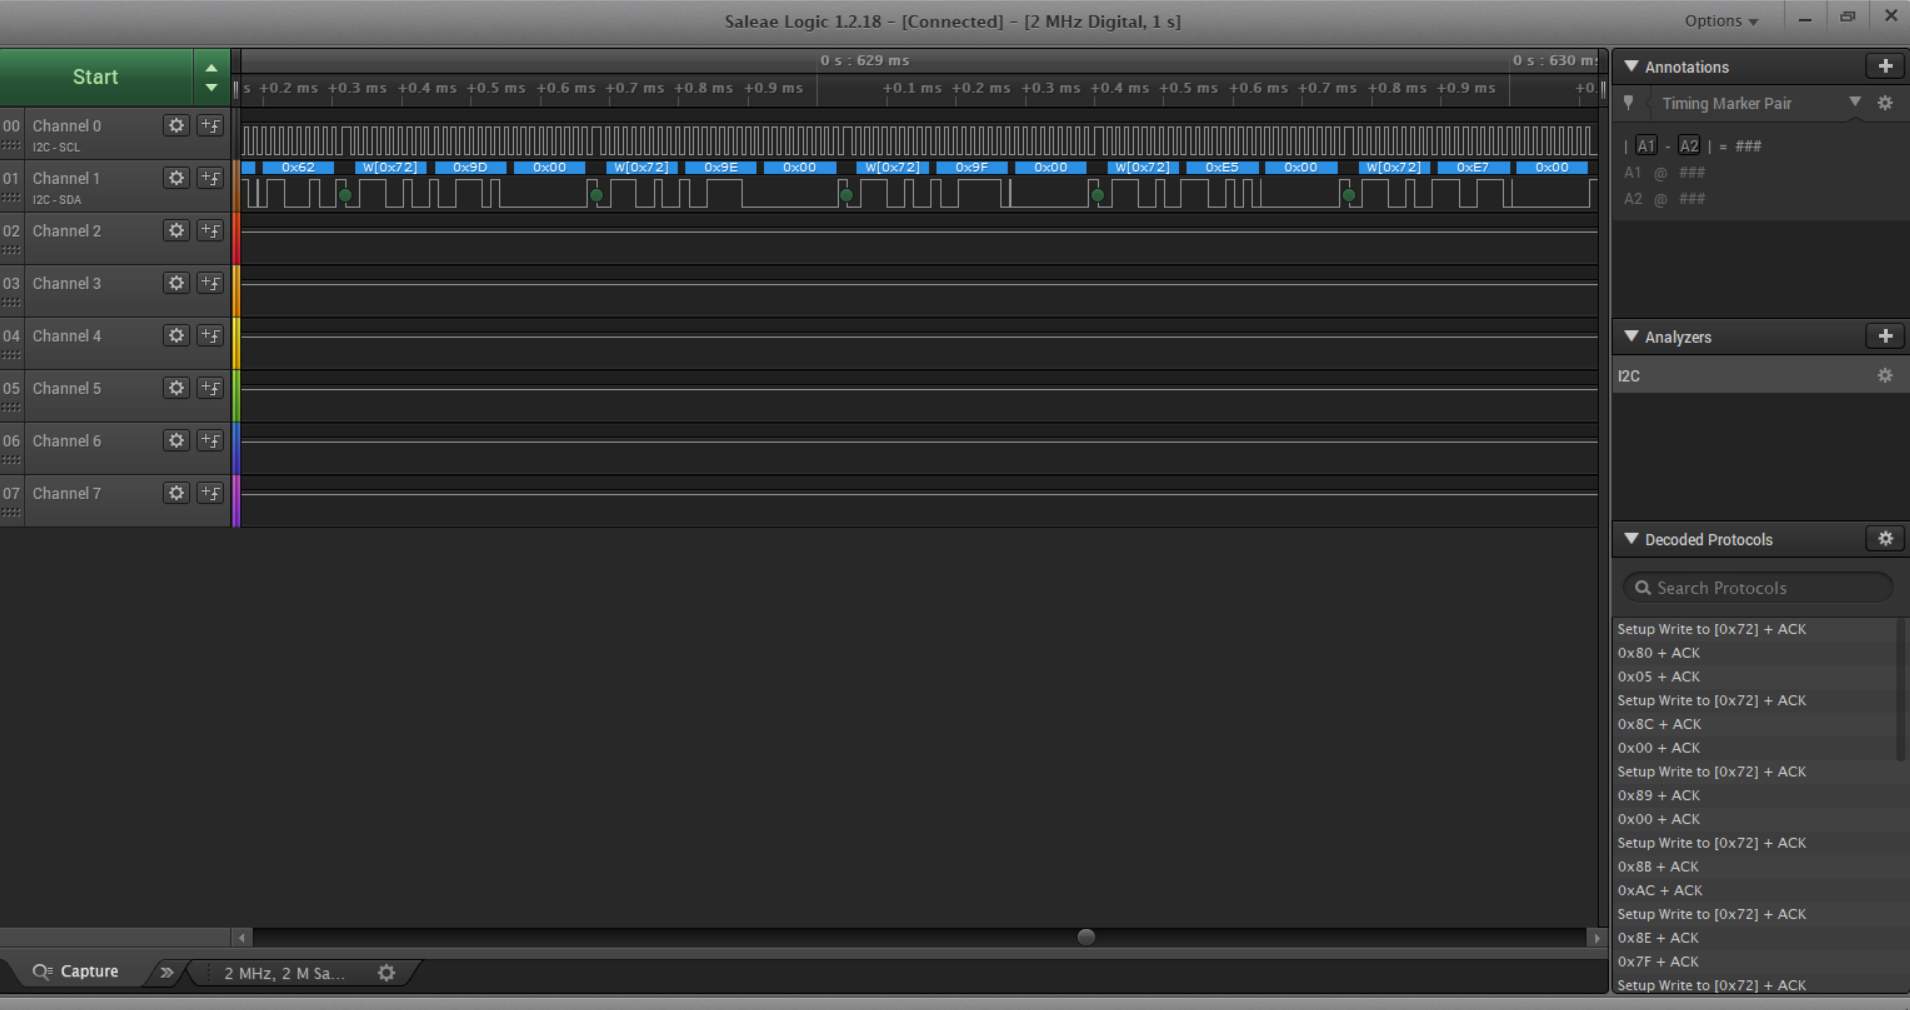 Saleae Logic 1.2.18 - [Connected] - [2 MHz Digital, 1 s]
Options
Start
0 s : 629 ms
0 s : 630 ms
s +0.2 ms +0.3 ms +0.4 ms +0.5 ms +0.6 ms +0.7 ms +0.8 ms +0.9 ms +0.1 ms +0.2 ms +0.3 ms +0.4 ms +0.5 ms +0.6 ms +0.7 ms +0.8 ms +0.9 ms +0.
00 Channel 0
I2C - SCL
0x62 W[0x72] 0x9D 0x00 W[0x72] 0x9E 0x00 W[0x72] 0x9F 0x00 W[0x72] 0xE5 0x00 W[0x72] 0xE7 0x00
01 Channel 1
I2C - SDA
02 Channel 2
03 Channel 3
04 Channel 4
05 Channel 5
06 Channel 6
07 Channel 7
Capture
2 MHz, 2 M Sa...
Annotations
Timing Marker Pair
| A1 - A2 | = ###
A1 @ ###
A2 @ ###
Analyzers
I2C
Decoded Protocols
Search Protocols
Setup Write to [0x72] + ACK
0x80 + ACK
0x05 + ACK
Setup Write to [0x72] + ACK
0x8C + ACK
0x00 + ACK
Setup Write to [0x72] + ACK
0x89 + ACK
0x00 + ACK
Setup Write to [0x72] + ACK
0x8B + ACK
0xAC + ACK
Setup Write to [0x72] + ACK
0x8E + ACK
0x7F + ACK
Setup Write to [0x72] + ACK